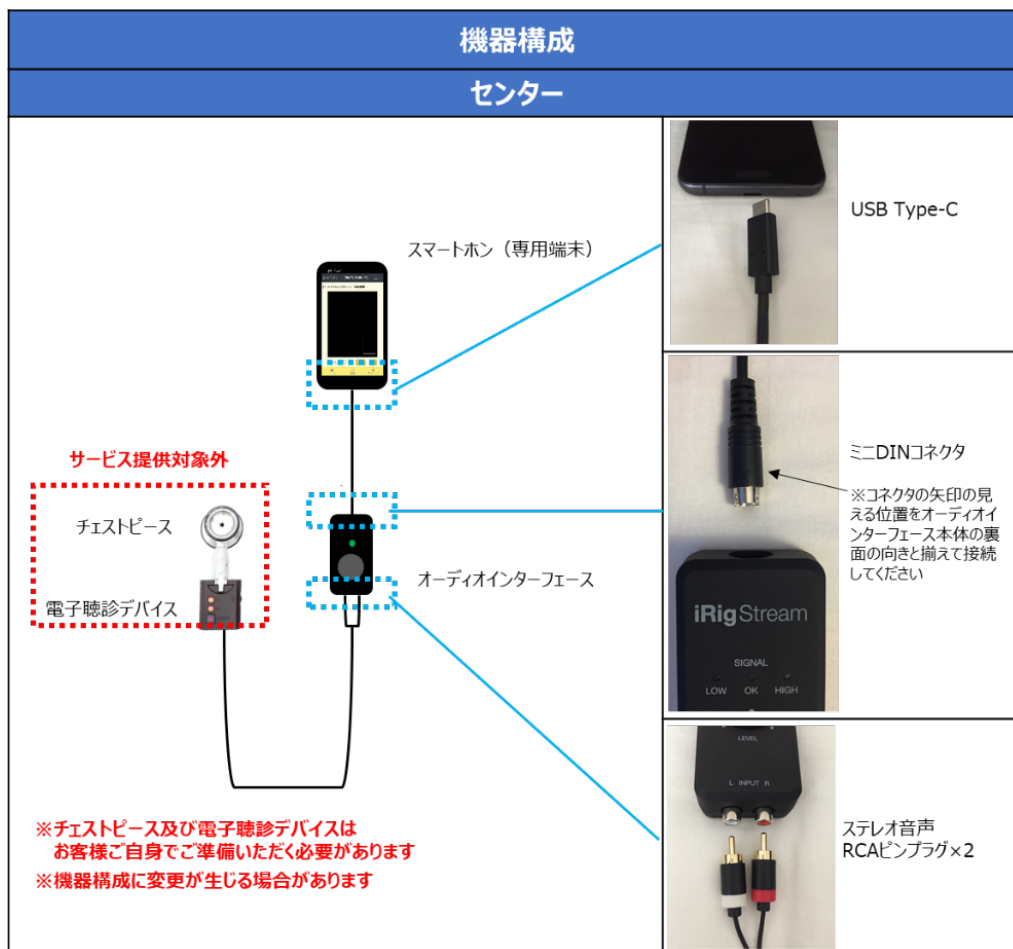 機器構成
センター
スマートホン（専用端末）
USB Type-C
サービス提供対象外
チェストピース
電子聴診デバイス
オーディオインターフェース
ミニDINコネクタ
※コネクタの矢印の見
える位置をオーディオイ
ンターフェース本体の裏
面の向きと揃えて接続
してください
iRig Stream
SIGNAL
LOW OK HIGH
LEVEL
L INPUT R
ステレオ音声
RCAピンプラグ×2
※チェストピース及び電子聴診デバイスは
お客様ご自身でご準備いただく必要があります
※機器構成に変更が生じる場合があります